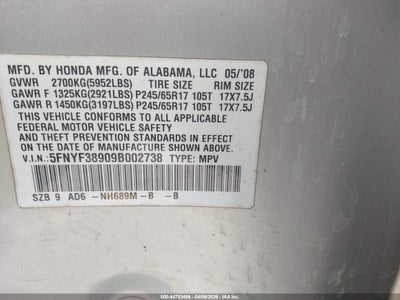 MFD. BY HONDA MFG. OF ALABAMA, LLC 05/'08
GVWR 2700KG(5952LBS) TIRE SIZE RIM SIZE
GAWR F 1325KG(2921LBS) P245/65R17 105T 17X7.5J
GAWR R 1450KG(3197LBS) P245/65R17 105T 17X7.5J
THIS VEHICLE CONFORMS TO ALL APPLICABLE
FEDERAL MOTOR VEHICLE SAFETY AND
THEFT PREVENTION STANDARDS IN EFFECT
ON THE DATE OF MANUFACTURE SHOWN ABOVE.
V.I.N:5FNYF38909B002738 TYPE: MPV
SZB 9 AD6 -NH689M-B -B